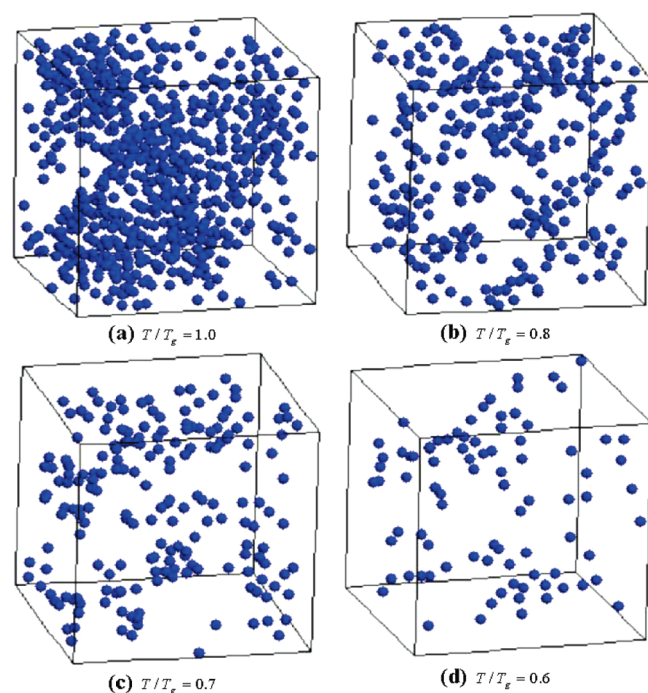 (a) T / T_g = 1.0
(b) T / T_g = 0.8
(c) T / T_g = 0.7
(d) T / T_g = 0.6